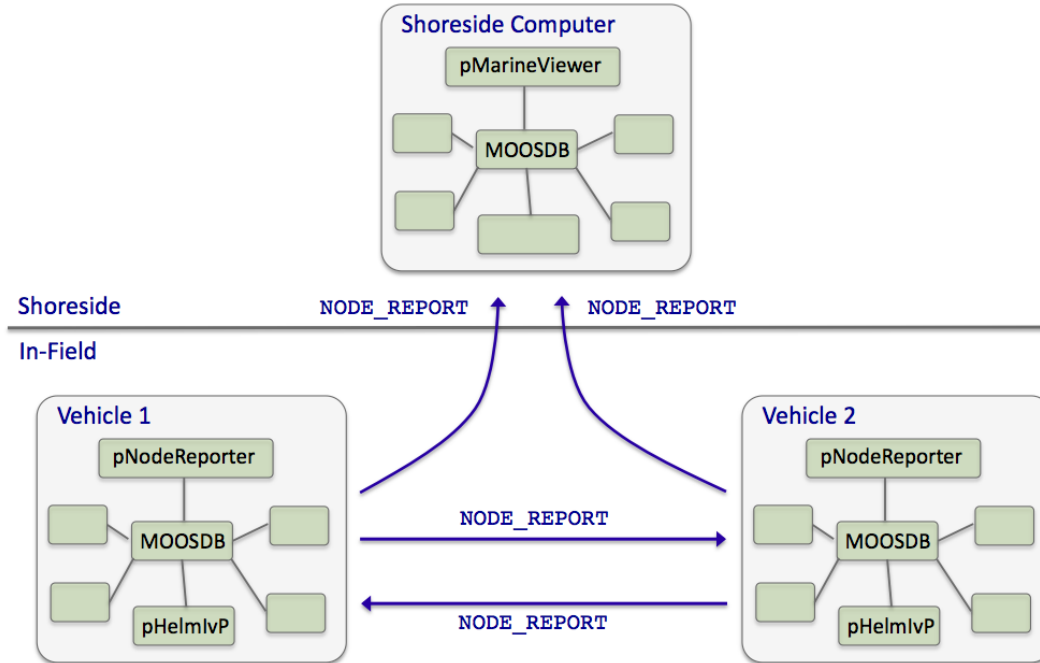 Shoreside Computer
pMarineViewer
MOOSDB
Shoreside
NODE_REPORT
NODE_REPORT
In-Field
Vehicle 1
pNodeReporter
MOOSDB
pHelmIvP
NODE_REPORT
NODE_REPORT
Vehicle 2
pNodeReporter
MOOSDB
pHelmIvP